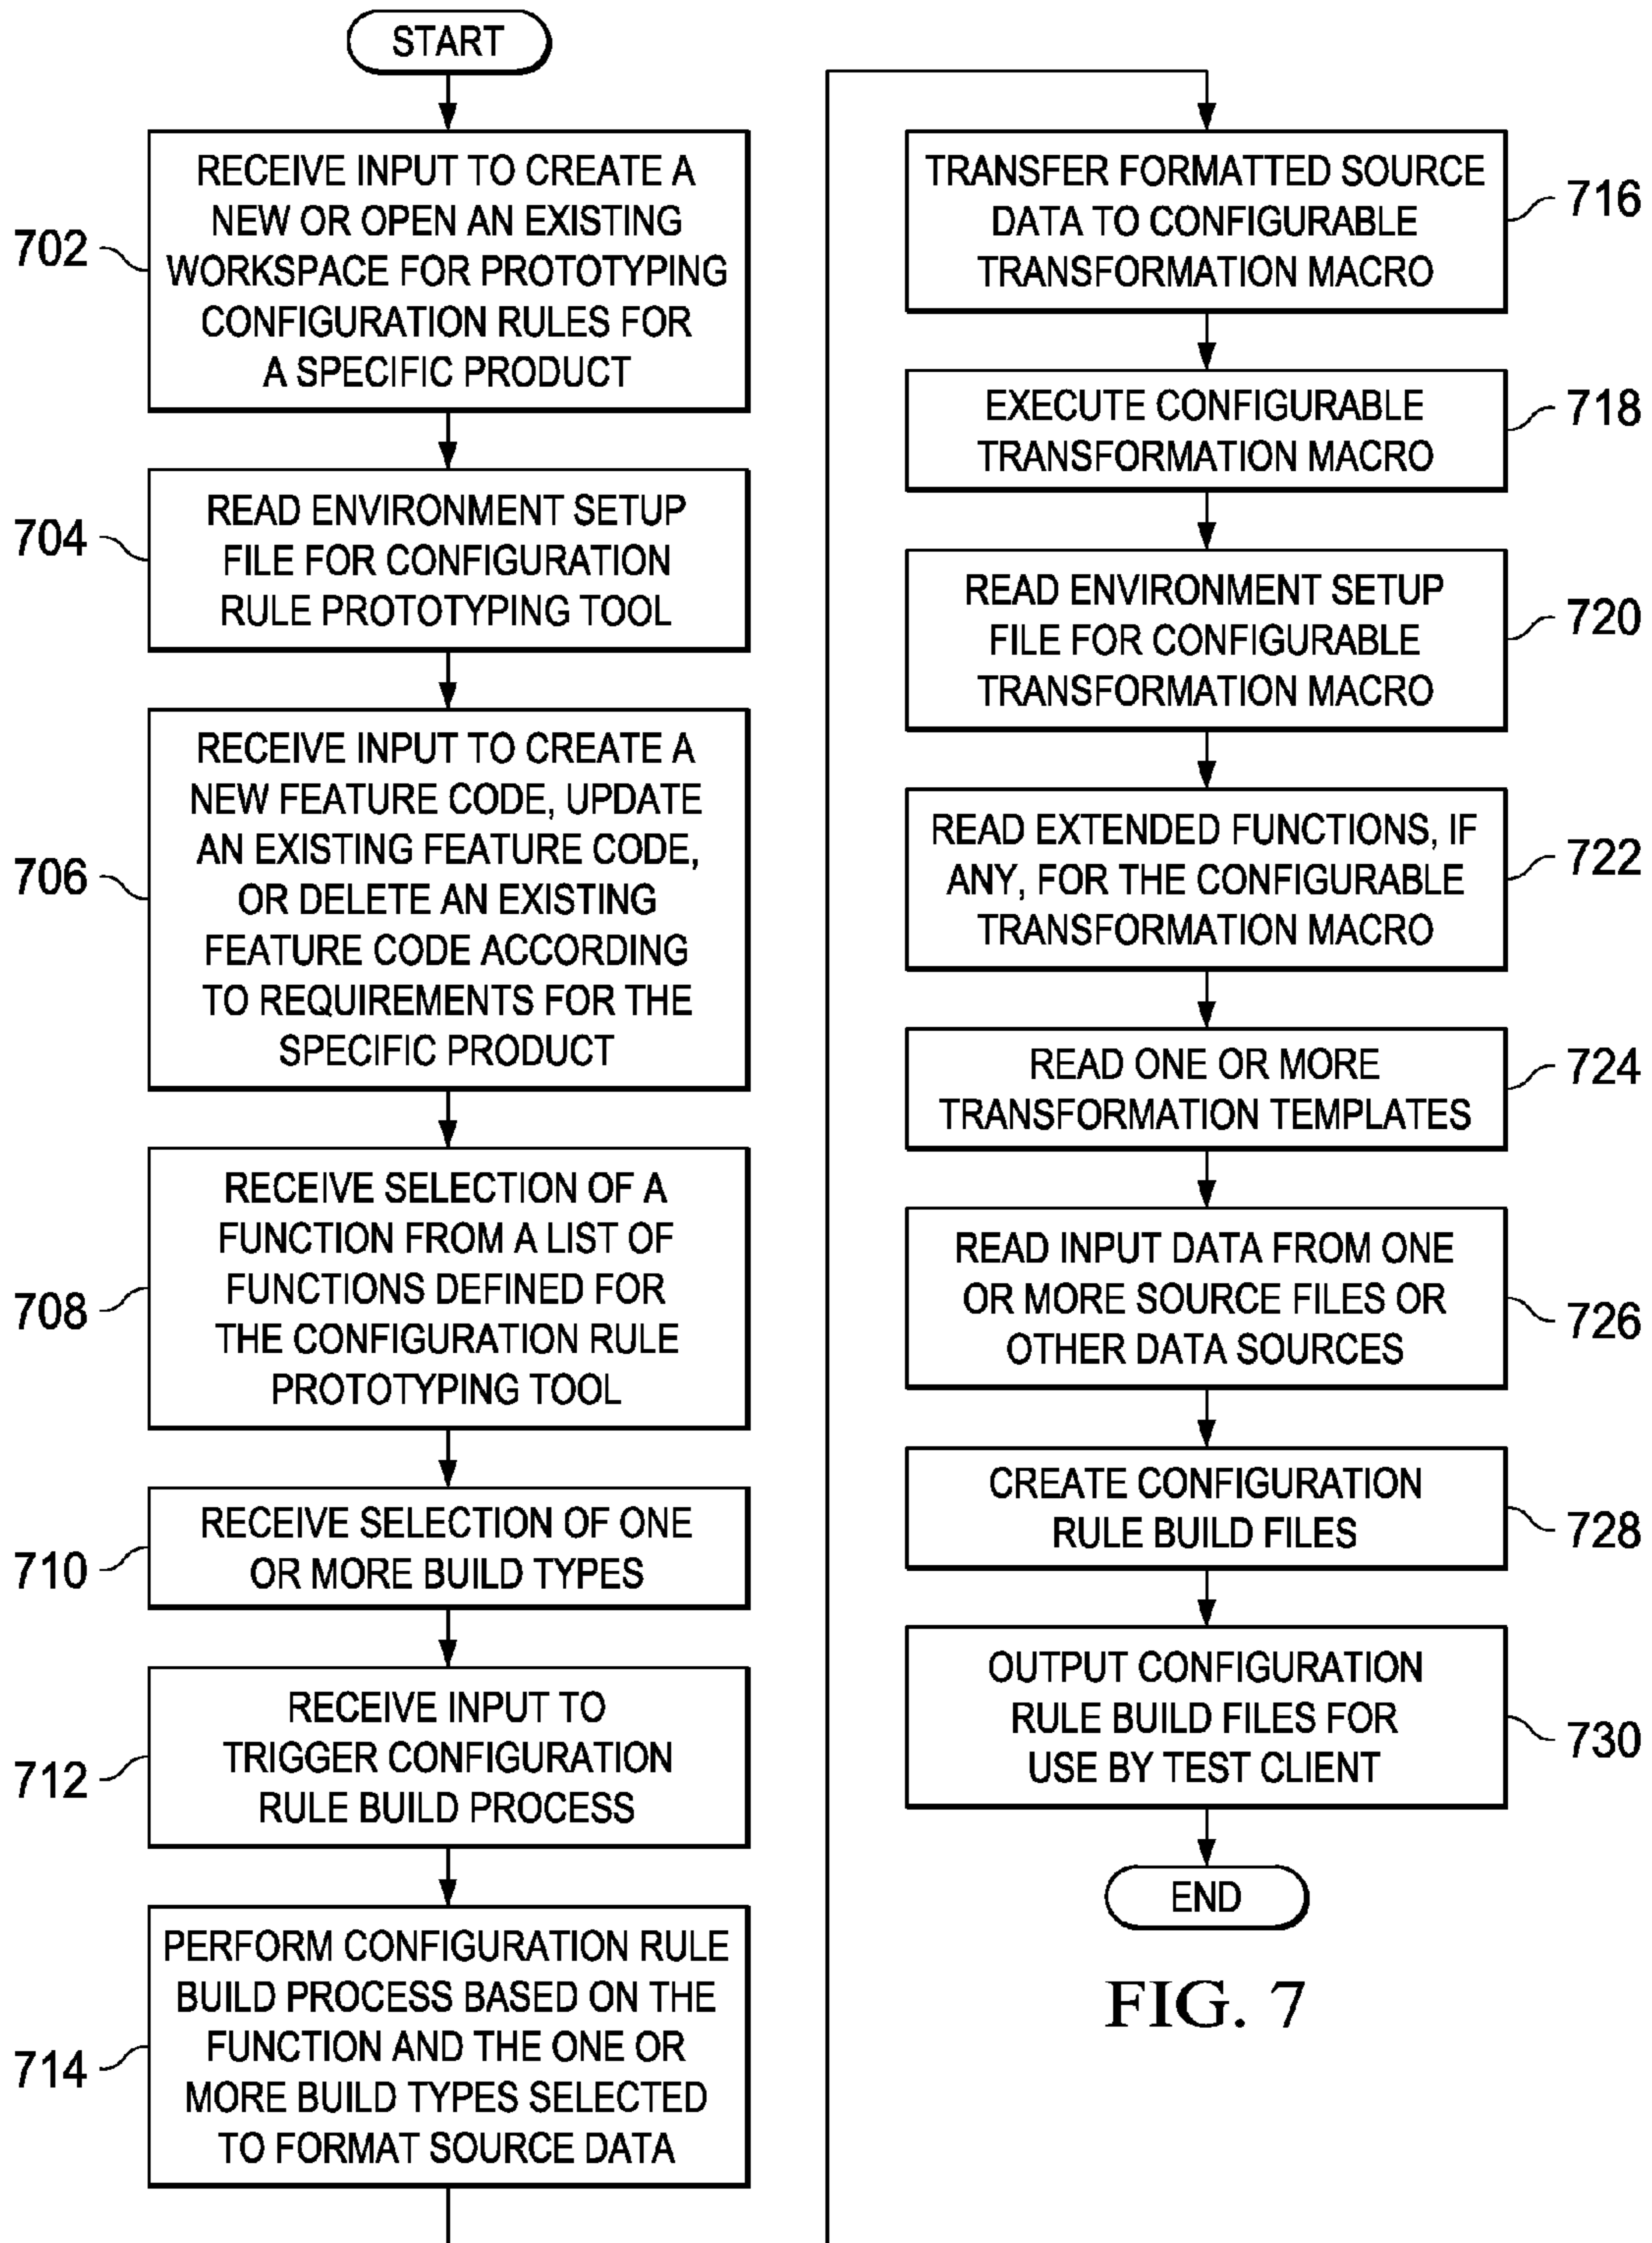 START
RECEIVE INPUT TO CREATE A
NEW OR OPEN AN EXISTING
WORKSPACE FOR PROTOTYPING
CONFIGURATION RULES FOR
A SPECIFIC PRODUCT
702
READ ENVIRONMENT SETUP
FILE FOR CONFIGURATION
RULE PROTOTYPING TOOL
704
RECEIVE INPUT TO CREATE A
NEW FEATURE CODE, UPDATE
AN EXISTING FEATURE CODE,
OR DELETE AN EXISTING
FEATURE CODE ACCORDING
TO REQUIREMENTS FOR THE
SPECIFIC PRODUCT
706
RECEIVE SELECTION OF A
FUNCTION FROM A LIST OF
FUNCTIONS DEFINED FOR
THE CONFIGURATION RULE
PROTOTYPING TOOL
708
RECEIVE SELECTION OF ONE
OR MORE BUILD TYPES
710
RECEIVE INPUT TO
TRIGGER CONFIGURATION
RULE BUILD PROCESS
712
PERFORM CONFIGURATION RULE
BUILD PROCESS BASED ON THE
FUNCTION AND THE ONE OR
MORE BUILD TYPES SELECTED
TO FORMAT SOURCE DATA
714
TRANSFER FORMATTED SOURCE
DATA TO CONFIGURABLE
TRANSFORMATION MACRO
716
EXECUTE CONFIGURABLE
TRANSFORMATION MACRO
718
READ ENVIRONMENT SETUP
FILE FOR CONFIGURABLE
TRANSFORMATION MACRO
720
READ EXTENDED FUNCTIONS, IF
ANY, FOR THE CONFIGURABLE
TRANSFORMATION MACRO
722
READ ONE OR MORE
TRANSFORMATION TEMPLATES
724
READ INPUT DATA FROM ONE
OR MORE SOURCE FILES OR
OTHER DATA SOURCES
726
CREATE CONFIGURATION
RULE BUILD FILES
728
OUTPUT CONFIGURATION
RULE BUILD FILES FOR
USE BY TEST CLIENT
730
END
FIG. 7